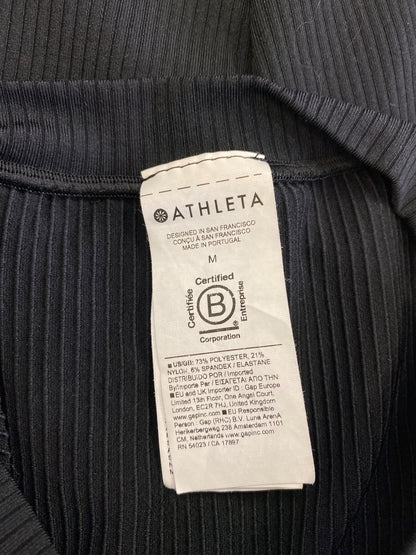 ATHLETA
DESIGNED IN SAN FRANCISCO
CONÇU À SAN FRANCISCO
MADE IN PORTUGAL
M
Certified
Certifiée
B
Entreprise
Corporation
US/GB: 73% POLYESTER, 21%
NYLON, 6% SPANDEX / ELASTANE
DISTRIBUIDO POR / Imported
By/Importe Par / ΕΙΣΑΓΕΤΑΙ ΑΠΟ ΤΗΝ
EU and UK Importer ID : Gap Europe
Limited 13th Floor, One Angel Court,
London, EC2R 7HJ, United Kingdom
www.gapinc.com EU Responsible
Person : Gap (RHC) B.V. Luna ArenA
Herikerbergweg 238 Amsterdam 1101
CM, Netherlands www.gapinc.com
RN 54023 / CA 17897